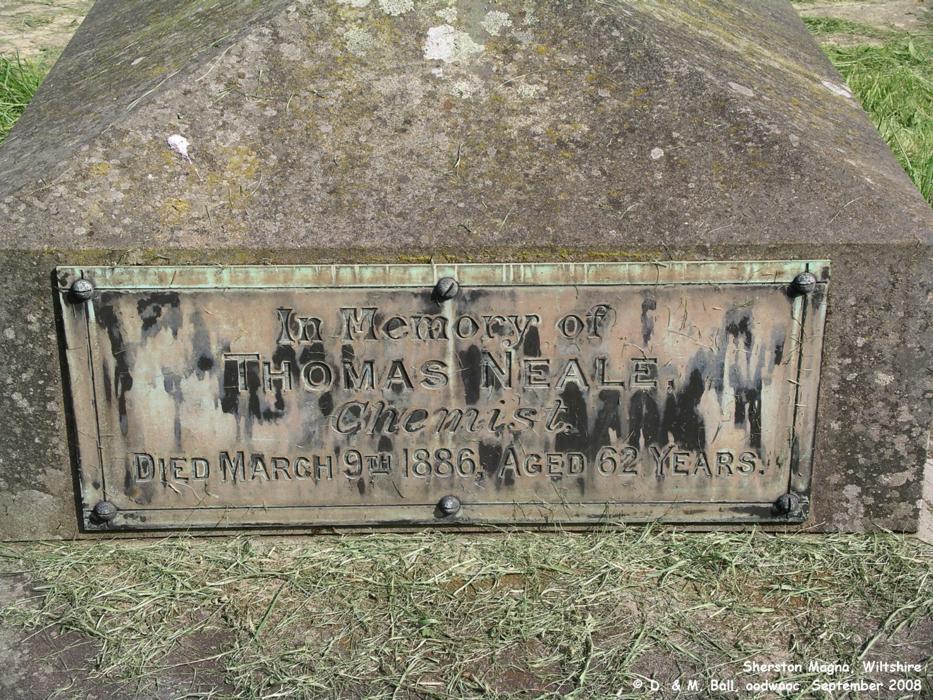 In Memory of
THOMAS NEALE,
Chemist.
DIED MARCH 9TH 1886, AGED 62 YEARS.
Sherston Magna, Wiltshire
© D. & M. Ball, oodwooc, September 2008